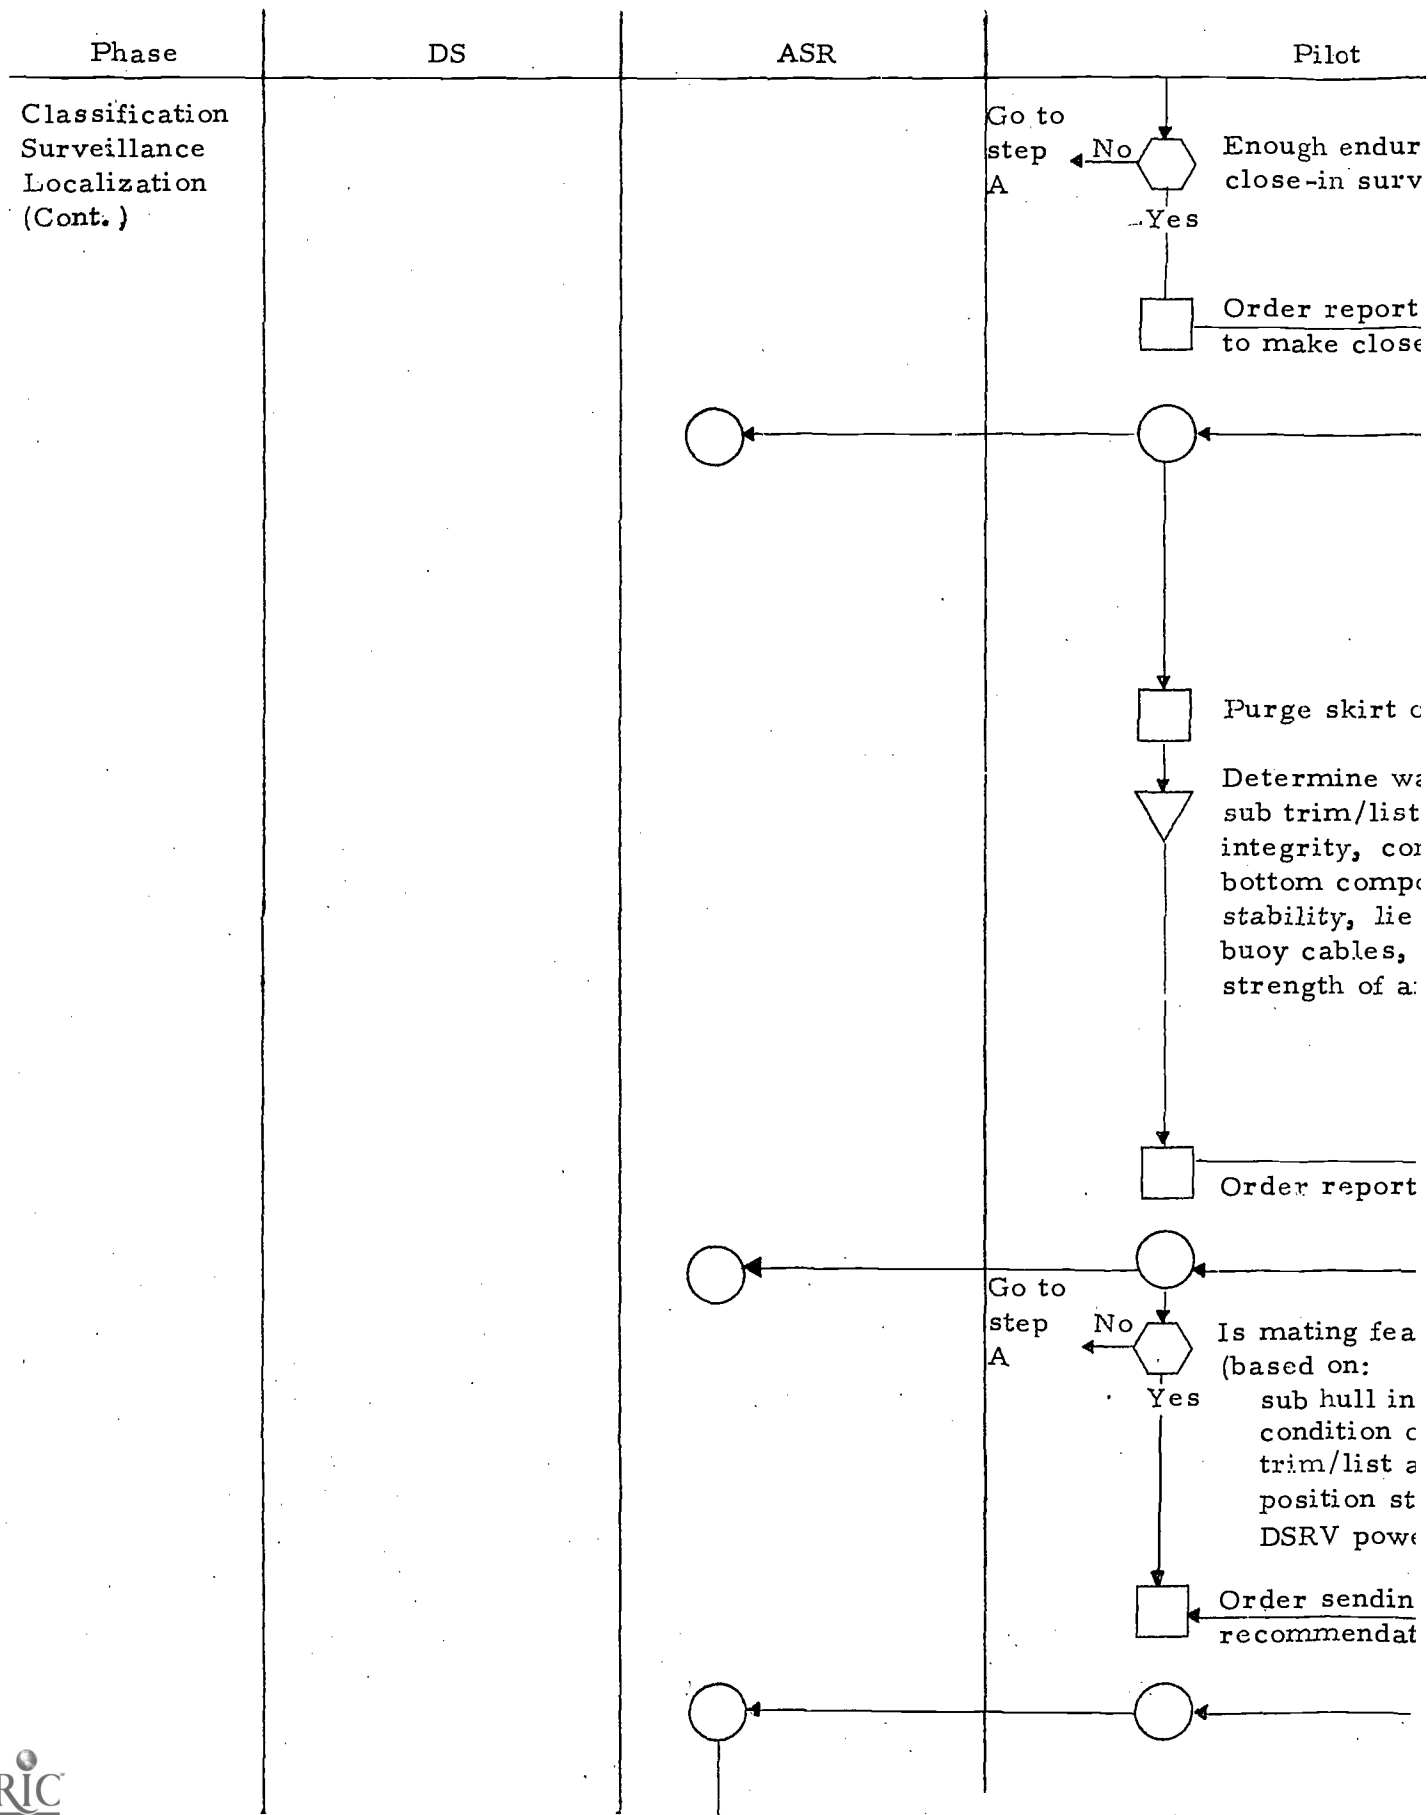 Phase DS ASR Pilot
Classification
Surveillance
Localization
(Cont.)
Go to
step No
A
Yes
Enough endur
close-in surv
Order report
to make close
Purge skirt
Determine wa
sub trim/list
integrity, con
bottom compo
stability, lie
buoy cables,
strength of a
Order report
Go to
step No
A
Yes
Is mating fea
(based on:
sub hull in
condition
trim/list a
position st
DSRV powe
Order sendin
recommendat
RIC